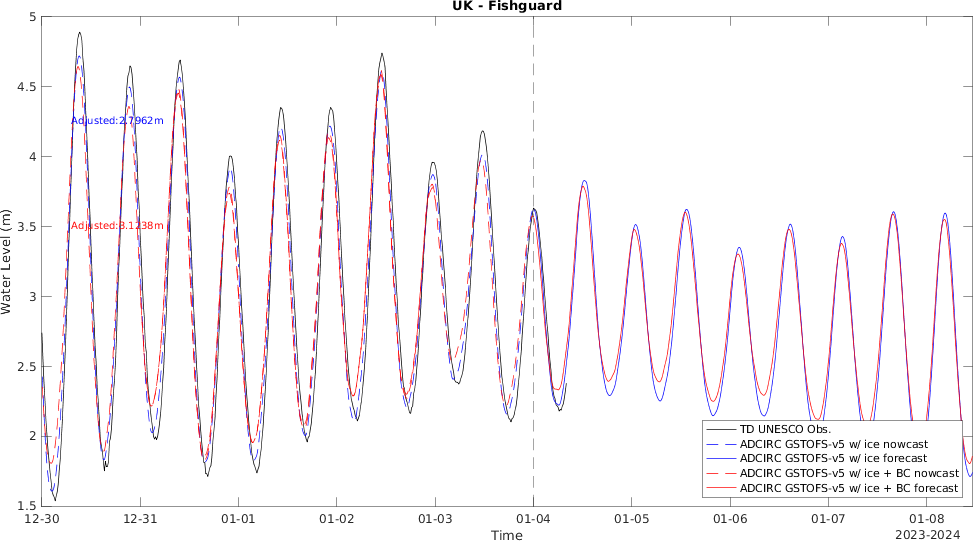 UK - Fishguard
5
4.5
4
3.5
3
2.5
2
1.5
Water Level (m)
Adjusted:2.7962m
Adjusted:3.1238m
TD UNESCO Obs.
ADCIRC GSTOFS-v5 w/ ice nowcast
ADCIRC GSTOFS-v5 w/ ice forecast
ADCIRC GSTOFS-v5 w/ ice + BC nowcast
ADCIRC GSTOFS-v5 w/ ice + BC forecast
12-30 12-31 01-01 01-02 01-03 01-04 01-05 01-06 01-07 01-08
Time
2023-2024